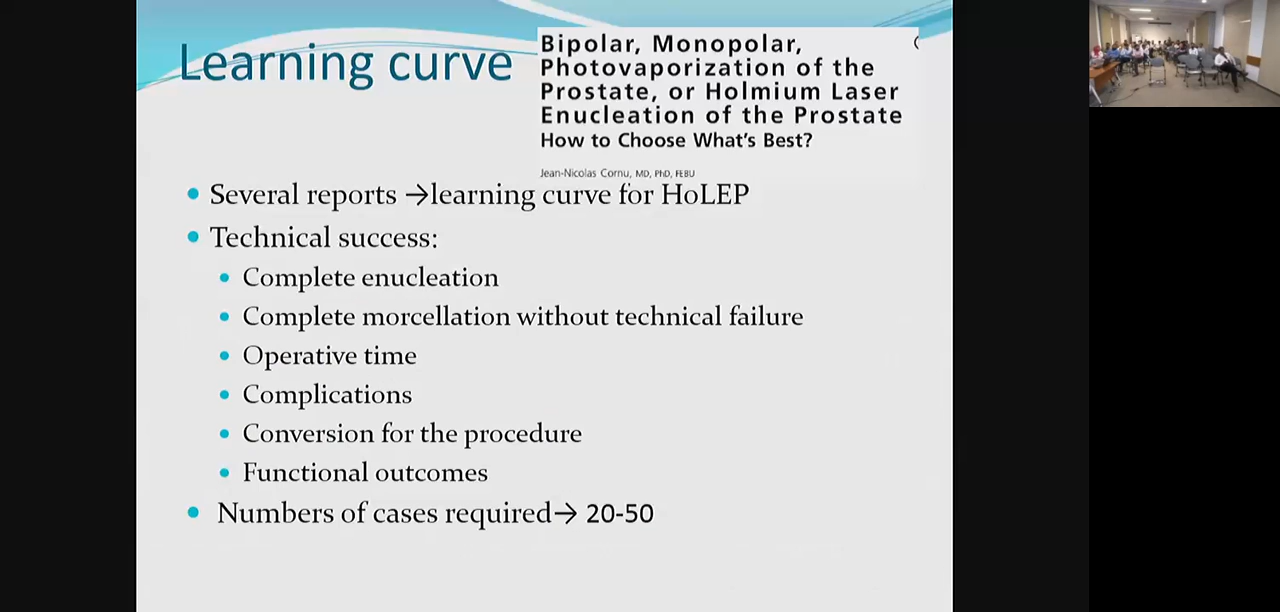 Learning curve
Bipolar, Monopolar,
Photovaporization of the
Prostate, or Holmium Laser
Enucleation of the Prostate
How to Choose What's Best?
Jean-Nicolas Cornu, MD, PhD, FEBU
• Several reports →learning curve for HoLEP
• Technical success:
• Complete enucleation
• Complete morcellation without technical failure
• Operative time
• Complications
• Conversion for the procedure
• Functional outcomes
• Numbers of cases required→ 20-50